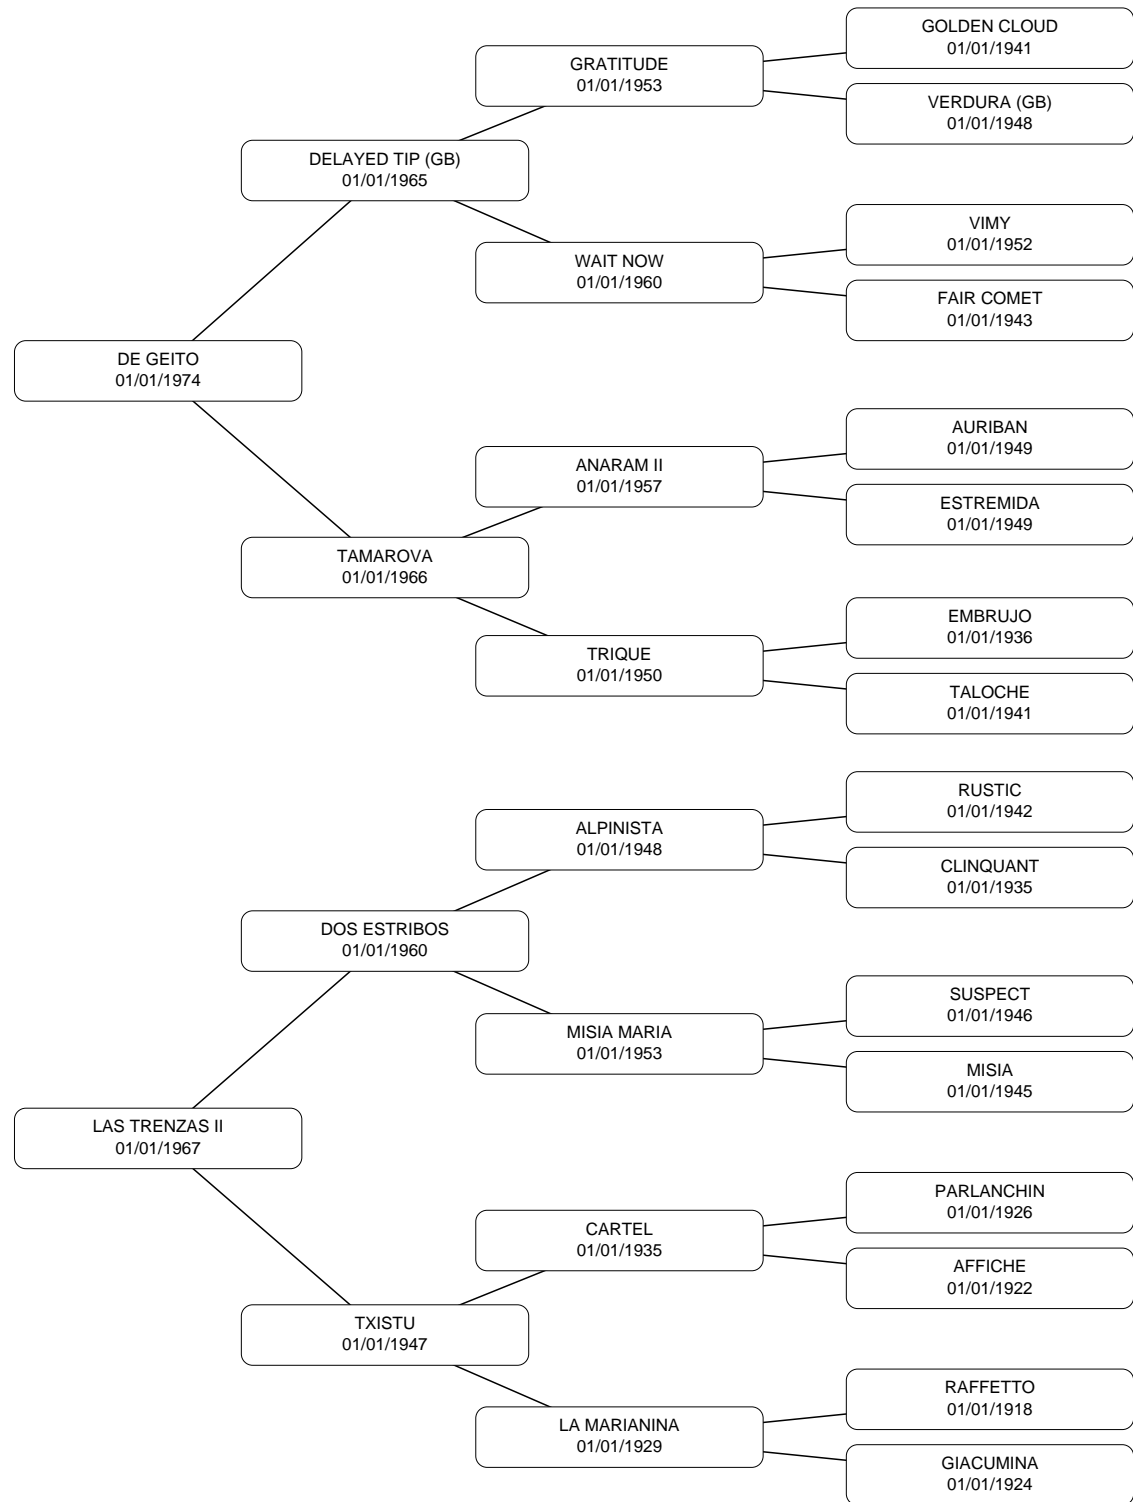 GOLDEN CLOUD
01/01/1941
GRATITUDE
01/01/1953
VERDURA (GB)
01/01/1948
DELAYED TIP (GB)
01/01/1965
VIMY
01/01/1952
WAIT NOW
01/01/1960
FAIR COMET
01/01/1943
DE GEITO
01/01/1974
AURIBAN
01/01/1949
ANARAM II
01/01/1957
ESTREMIDA
01/01/1949
TAMAROVA
01/01/1966
EMBRUJO
01/01/1936
TRIQUE
01/01/1950
TALOCHE
01/01/1941
RUSTIC
01/01/1942
ALPINISTA
01/01/1948
CLINQUANT
01/01/1935
DOS ESTRIBOS
01/01/1960
SUSPECT
01/01/1946
MISIA MARIA
01/01/1953
MISIA
01/01/1945
LAS TRENZAS II
01/01/1967
PARLANCHIN
01/01/1926
CARTEL
01/01/1935
AFFICHE
01/01/1922
TXISTU
01/01/1947
RAFFETTO
01/01/1918
LA MARIANINA
01/01/1929
GIACUMINA
01/01/1924